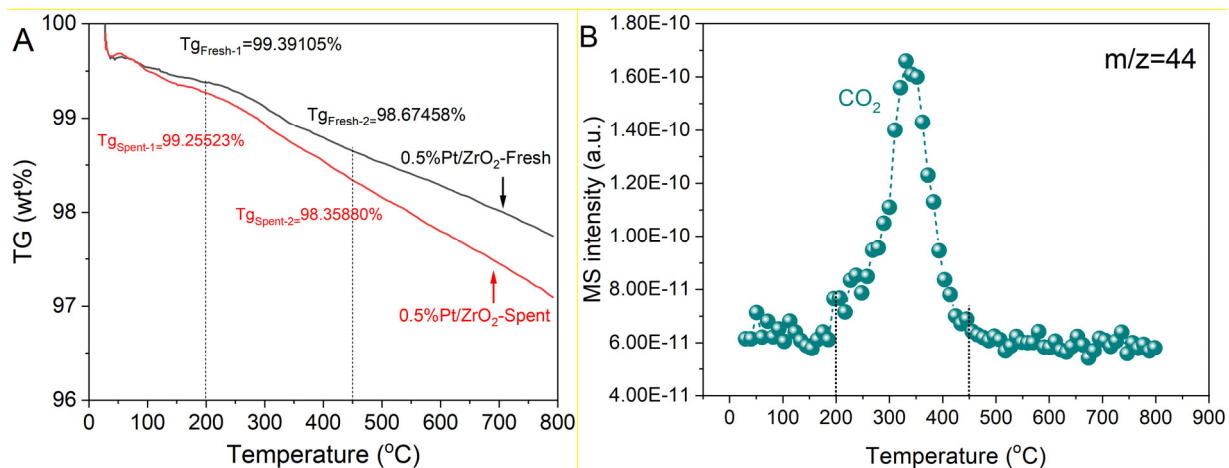 A
TG (wt%)
100
99
98
97
96
Tg_Fresh-1=99.39105%
Tg_Fresh-2=98.67458%
Tg_Spent-1=99.25523%
0.5%Pt/ZrO₂-Fresh
Tg_Spent-2=98.35880%
0.5%Pt/ZrO₂-Spent
0 100 200 300 400 500 600 700 800
Temperature (°C)
B
MS intensity (a.u.)
1.80E-10
1.60E-10
1.40E-10
1.20E-10
1.00E-10
8.00E-11
6.00E-11
4.00E-11
m/z=44
CO₂
0 100 200 300 400 500 600 700 800 900
Temperature (°C)